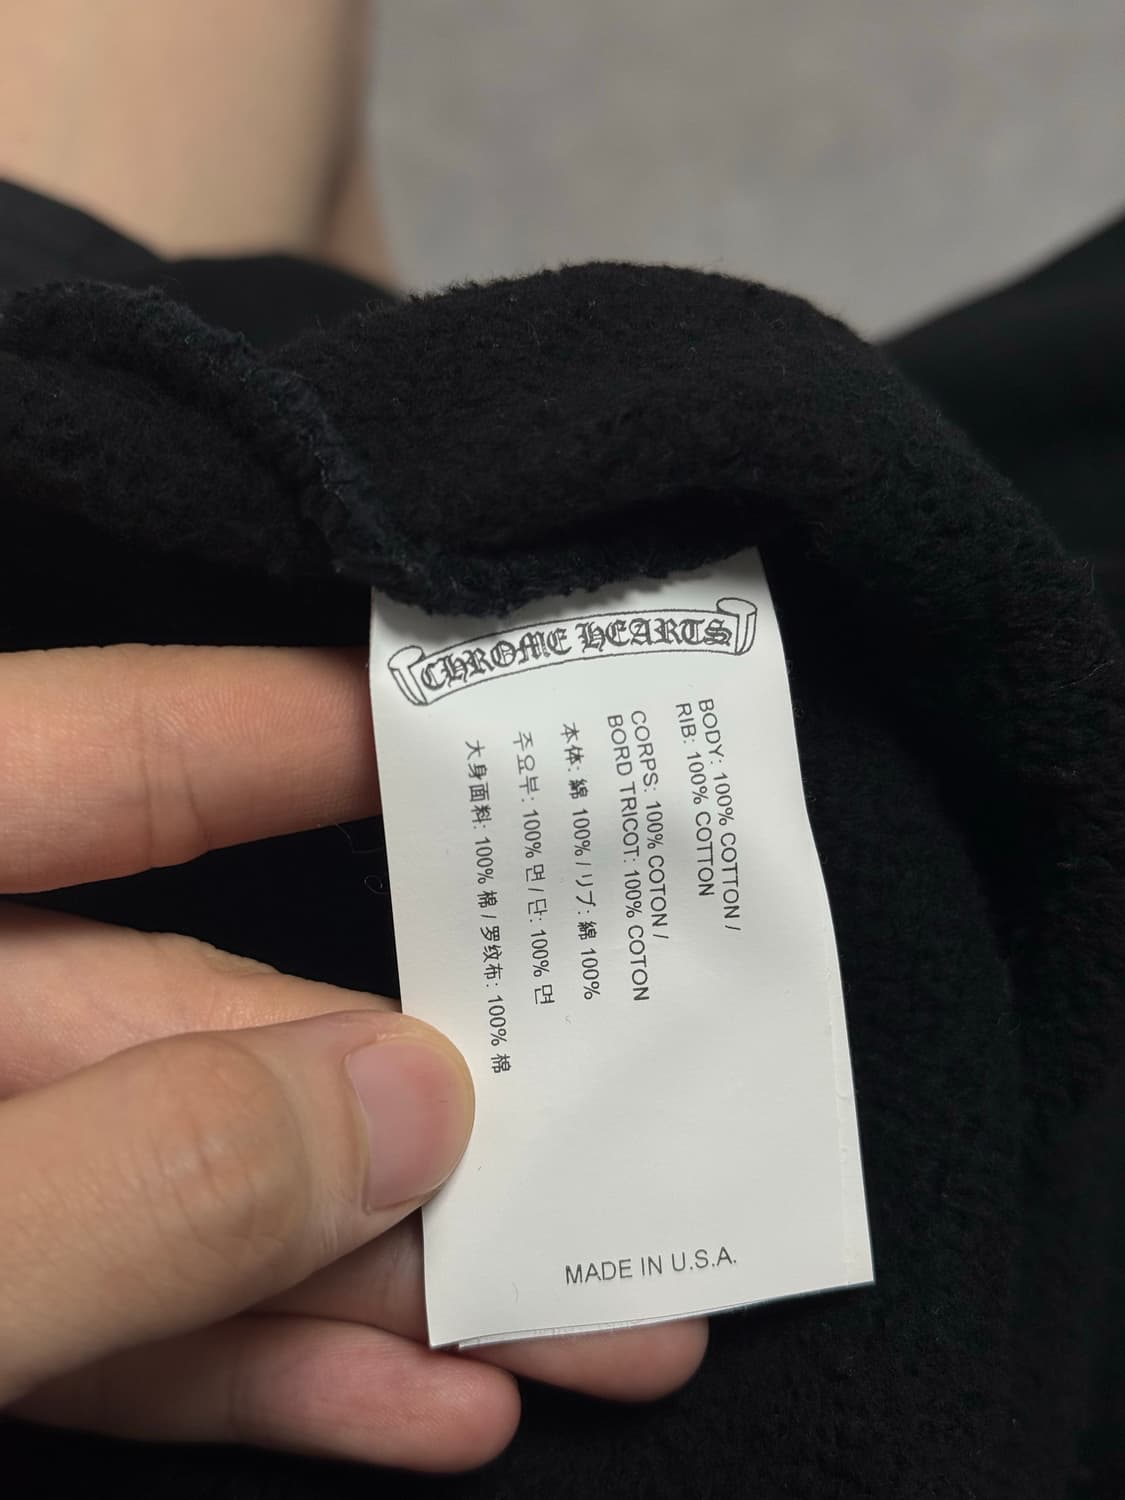 CHROME HEARTS
BODY: 100% COTTON /
RIB: 100% COTTON
CORPS: 100% COTON /
BORD TRICOT: 100% COTON
本体: 綿 100% / リブ: 綿 100%
주요부: 100% 면 / 단: 100% 면
大身面料: 100% 棉 / 罗纹布: 100% 棉
MADE IN U.S.A.